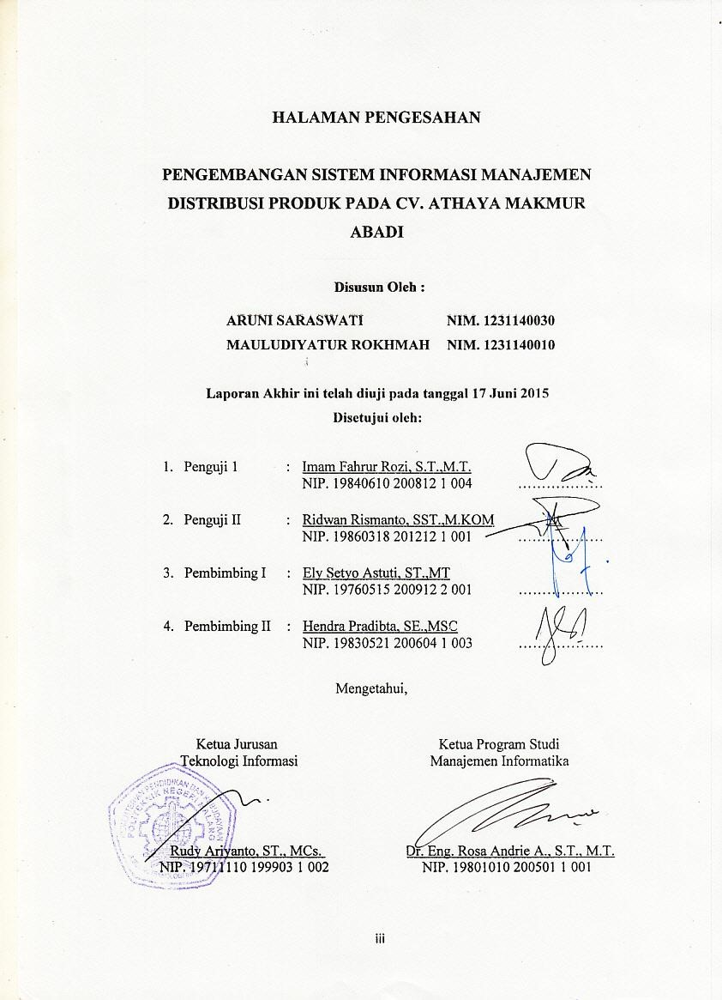 HALAMAN PENGESAHAN
PENGEMBANGAN SISTEM INFORMASI MANAJEMEN
DISTRIBUSI PRODUK PADA CV. ATHAYA MAKMUR
ABADI
Disusun Oleh :
ARUNI SARASWATI NIM. 1231140030
MAULUDIYATUR ROKHMAH NIM. 1231140010
Laporan Akhir ini telah diuji pada tanggal 17 Juni 2015
Disetujui oleh:
1. Penguji 1 : Imam Fahrur Rozi, S.T.,M.T.
NIP. 19840610 200812 1 004 ..................
2. Penguji II : Ridwan Rismanto, SST.,M.KOM
NIP. 19860318 201212 1 001 ..................
3. Pembimbing I : Ely Setyo Astuti, ST.,MT
NIP. 19760515 200912 2 001 ..................
4. Pembimbing II : Hendra Pradibta, SE.,MSC
NIP. 19830521 200604 1 003 ..................
Mengetahui,
Ketua Jurusan
Teknologi Informasi
PENDIDIKAN DAN
POLITEKNIK NEGERI MALANG
Rudy Ariyanto, ST., MCs.
NIP. 19711110 199903 1 002
Ketua Program Studi
Manajemen Informatika
Dr. Eng. Rosa Andrie A., S.T., M.T.
NIP. 19801010 200501 1 001
iii